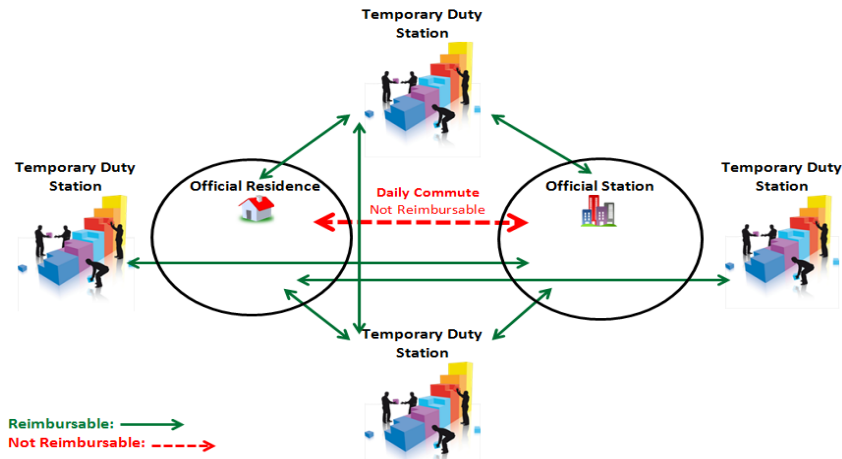 Temporary Duty
Station
Temporary Duty
Station
Official Residence
Daily Commute
Not Reimbursable
Official Station
Temporary Duty
Station
Temporary Duty
Station
Reimbursable:
Not Reimbursable: